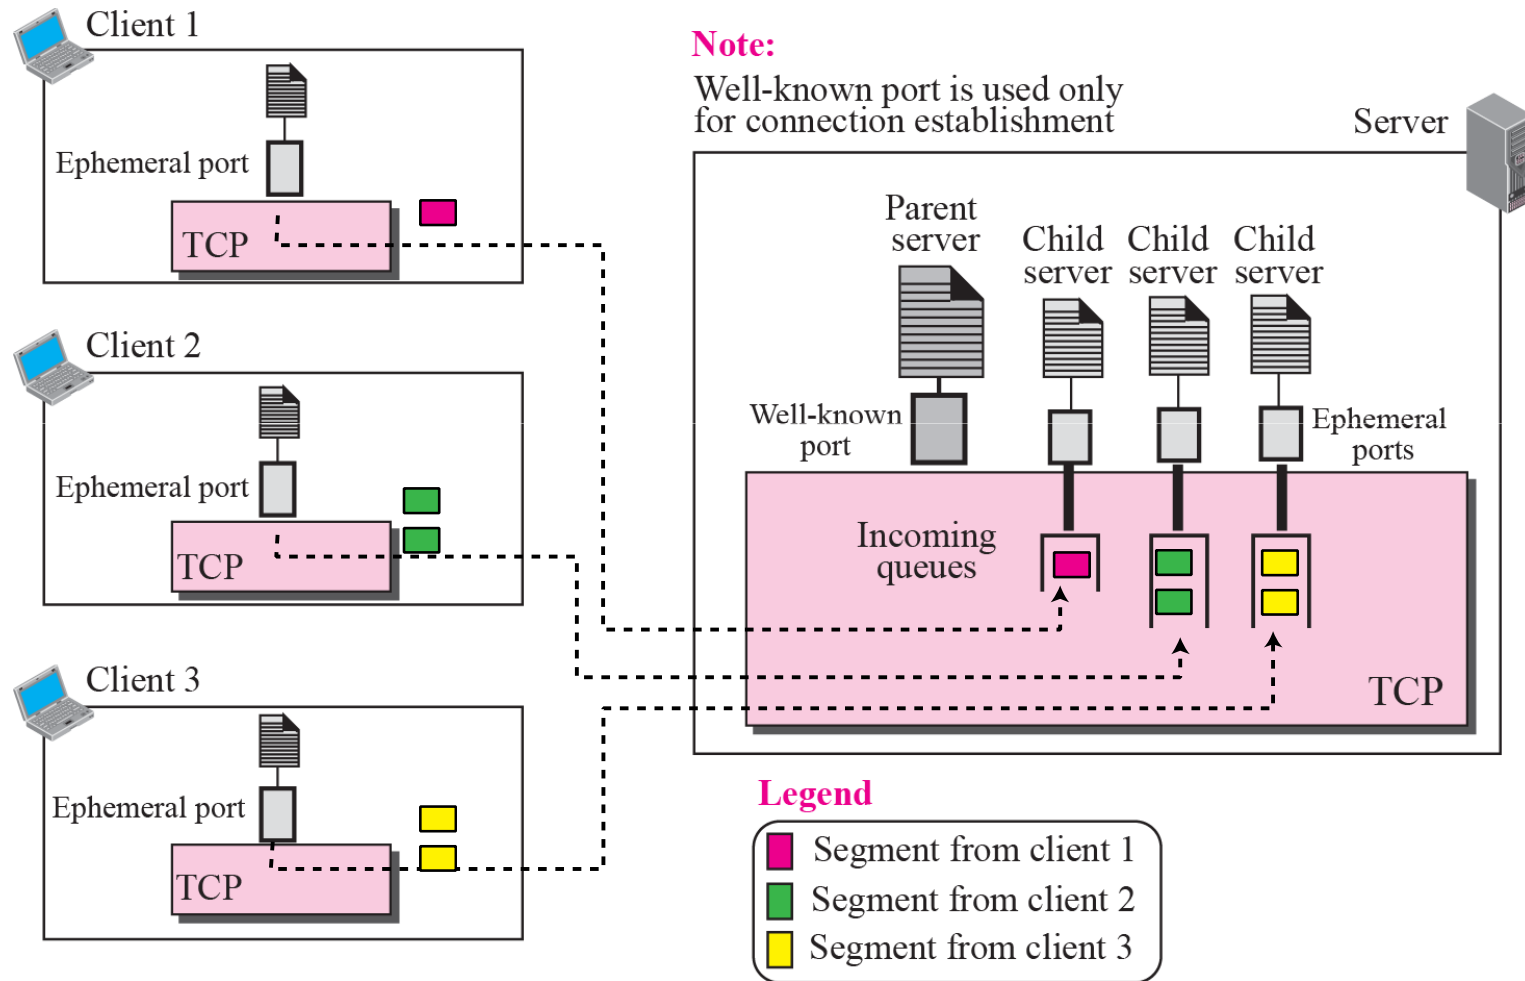 Client 1
Ephemeral port
TCP
Client 2
Ephemeral port
TCP
Client 3
Ephemeral port
TCP
Note:
Well-known port is used only
for connection establishment
Server
Parent
server
Child
server
Child
server
Child
server
Well-known
port
Ephemeral
ports
Incoming
queues
TCP
Legend
Segment from client 1
Segment from client 2
Segment from client 3